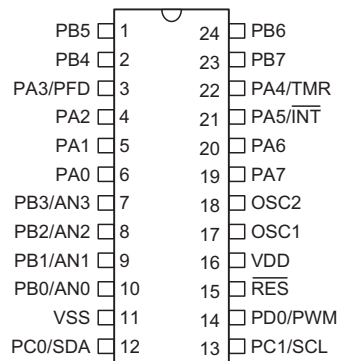 PB5 1 24 PB6
PB4 2 23 PB7
PA3/PFD 3 22 PA4/TMR
PA2 4 21 PA5/INT
PA1 5 20 PA6
PA0 6 19 PA7
PB3/AN3 7 18 OSC2
PB2/AN2 8 17 OSC1
PB1/AN1 9 16 VDD
PB0/AN0 10 15 RES
VSS 11 14 PD0/PWM
PC0/SDA 12 13 PC1/SCL